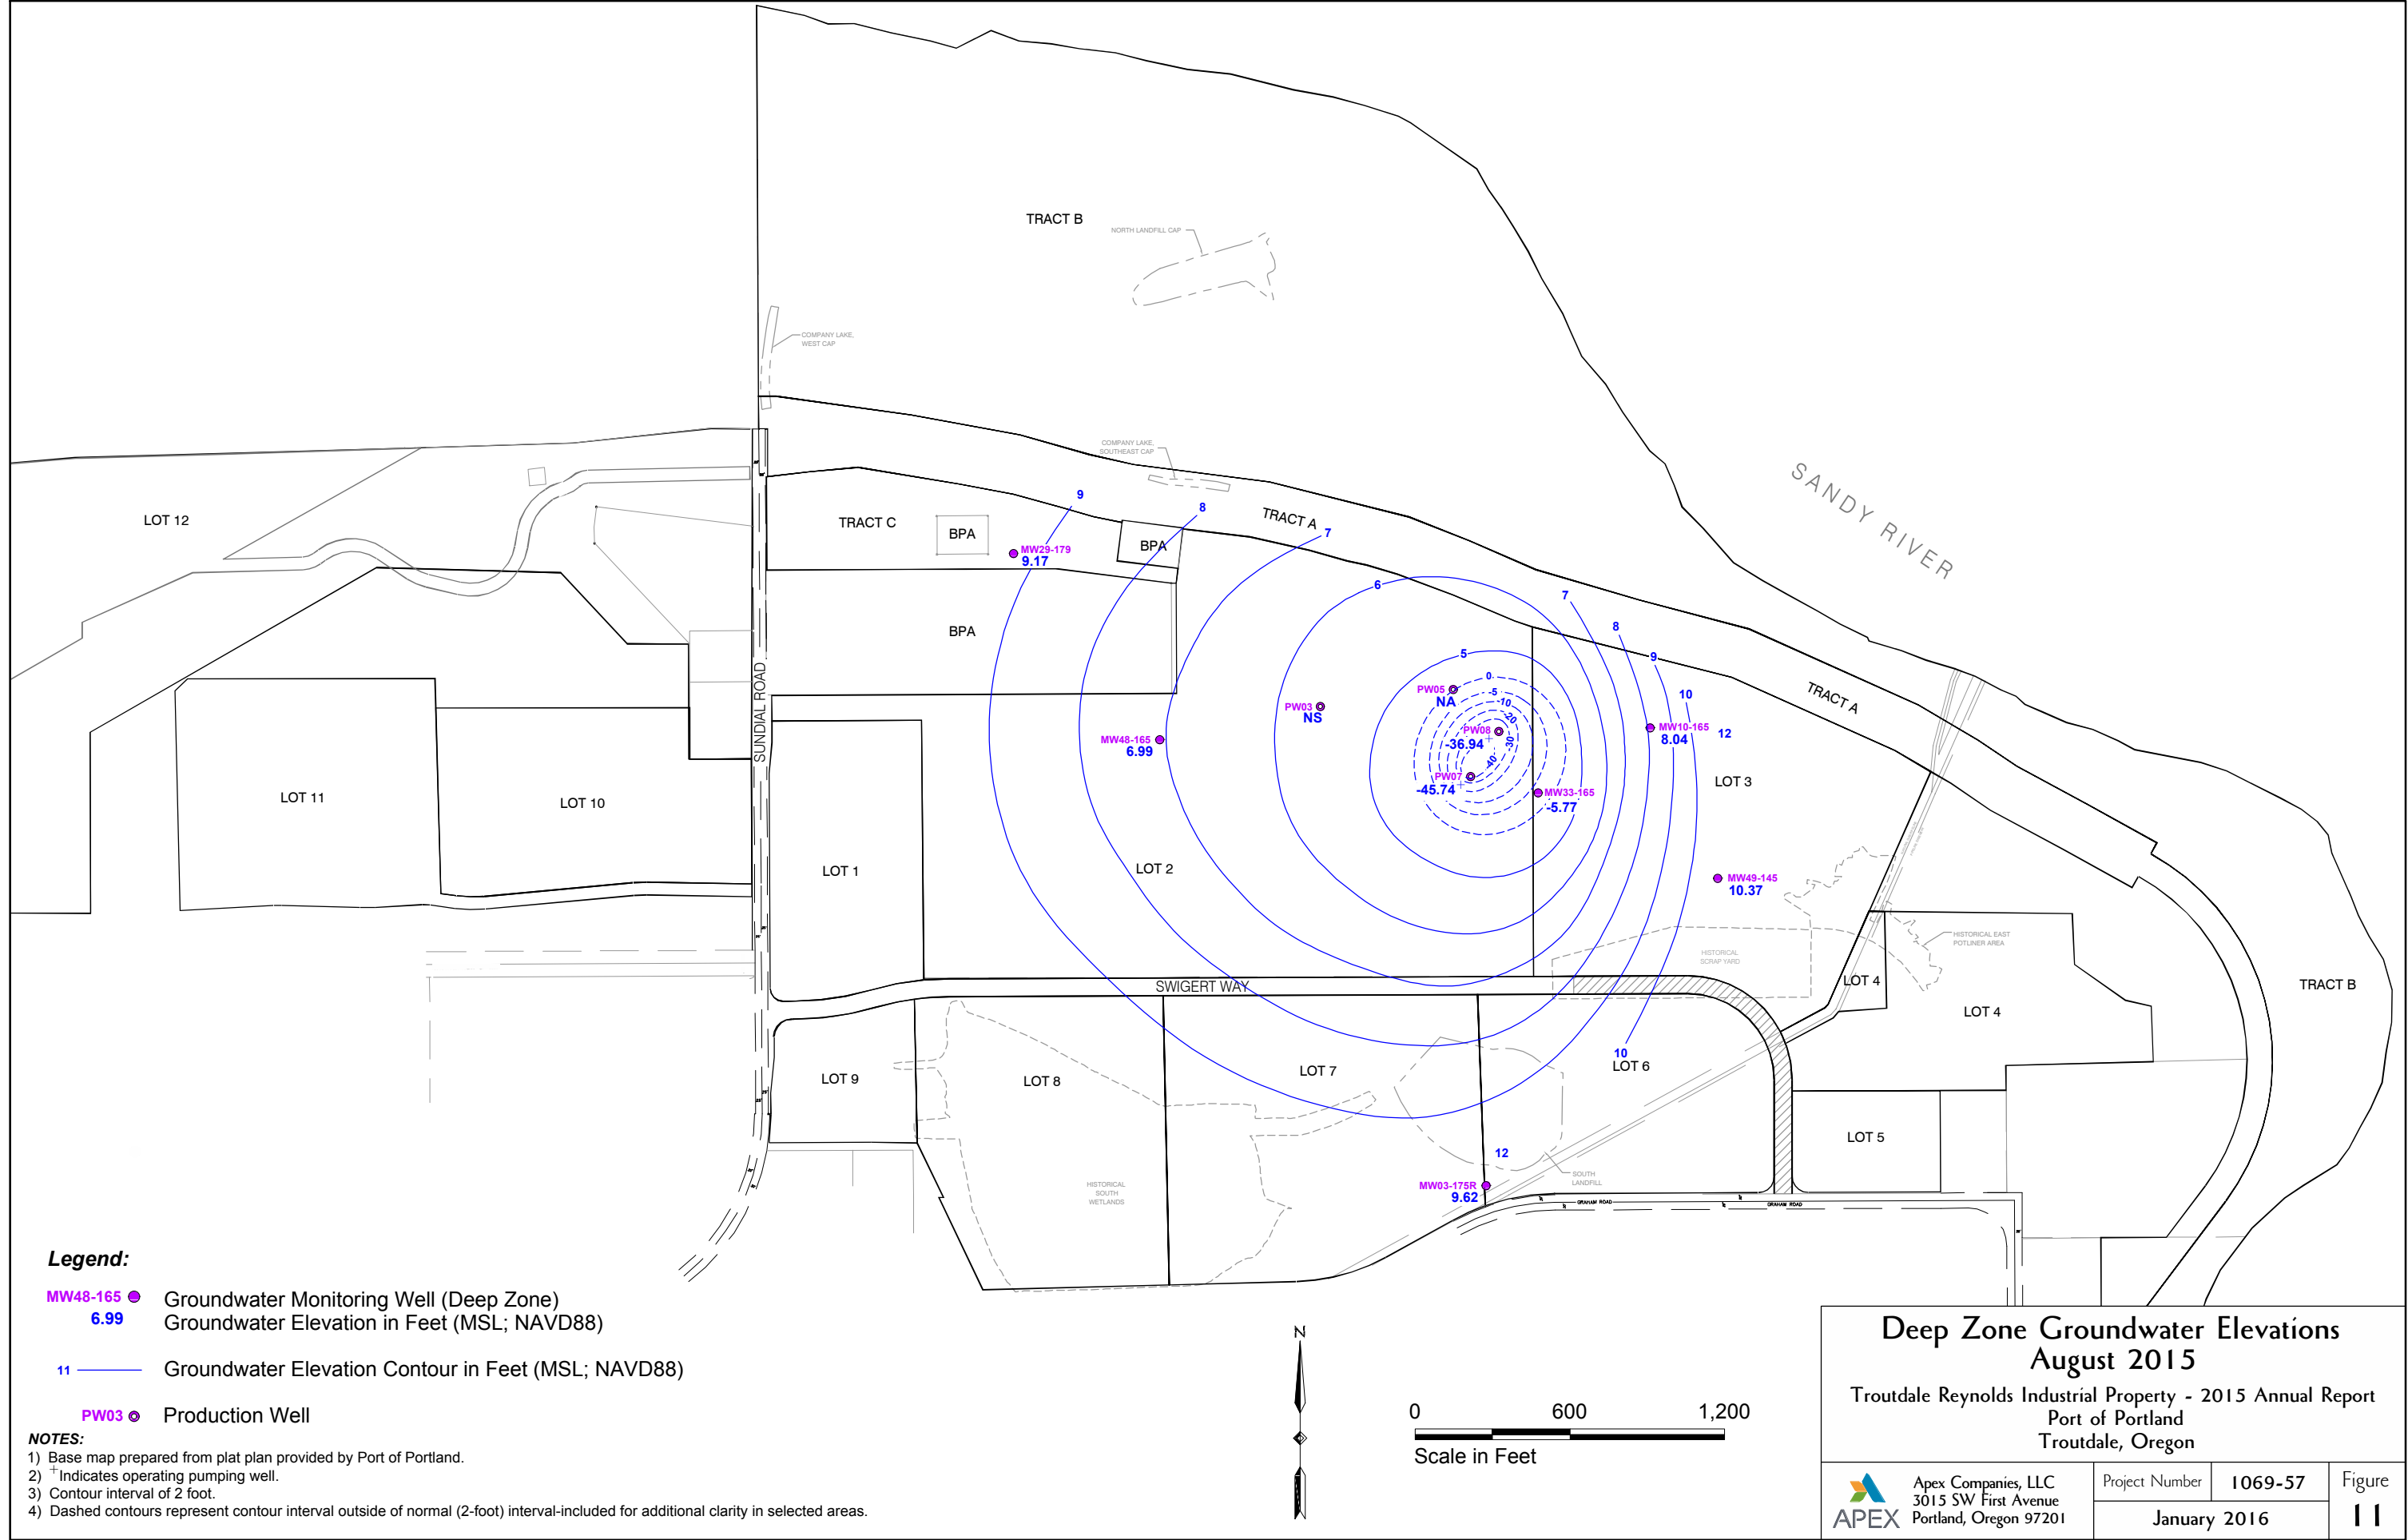 TRACT B
NORTH LANDFILL CAP
COMPANY LAKE,
WEST CAP
COMPANY LAKE,
SOUTHEAST CAP
SANDY RIVER
LOT 12
TRACT C
BPA
BPA
TRACT A
9
8
7
MW29-179
9.17
BPA
6
7
8
9
10
12
5
0
-5
-10
-20
-30
-40
SUNDIAL ROAD
PW05
NA
PW03
NS
PW08
-36.94
PW07
-45.74
MW48-165
6.99
MW10-165
8.04
MW33-165
-5.77
TRACT A
LOT 3
LOT 11
LOT 10
LOT 1
LOT 2
MW49-145
10.37
HISTORICAL
SCRAP YARD
HISTORICAL EAST
POTLINER AREA
LOT 4
LOT 4
TRACT B
SWIGERT WAY
LOT 9
LOT 8
LOT 7
10
LOT 6
LOT 5
12
SOUTH
LANDFILL
HISTORICAL
SOUTH
WETLANDS
MW03-175R
9.62
GRAHAM ROAD
GRAHAM ROAD
Legend:
MW48-165 Groundwater Monitoring Well (Deep Zone)
6.99 Groundwater Elevation in Feet (MSL; NAVD88)
11 Groundwater Elevation Contour in Feet (MSL; NAVD88)
PW03 Production Well
NOTES:
1) Base map prepared from plat plan provided by Port of Portland.
2) +Indicates operating pumping well.
3) Contour interval of 2 foot.
4) Dashed contours represent contour interval outside of normal (2-foot) interval-included for additional clarity in selected areas.
N
0 600 1,200
Scale in Feet
Deep Zone Groundwater Elevations
August 2015
Troutdale Reynolds Industrial Property - 2015 Annual Report
Port of Portland
Troutdale, Oregon
APEX
Apex Companies, LLC
3015 SW First Avenue
Portland, Oregon 97201
Project Number 1069-57
January 2016
Figure
11